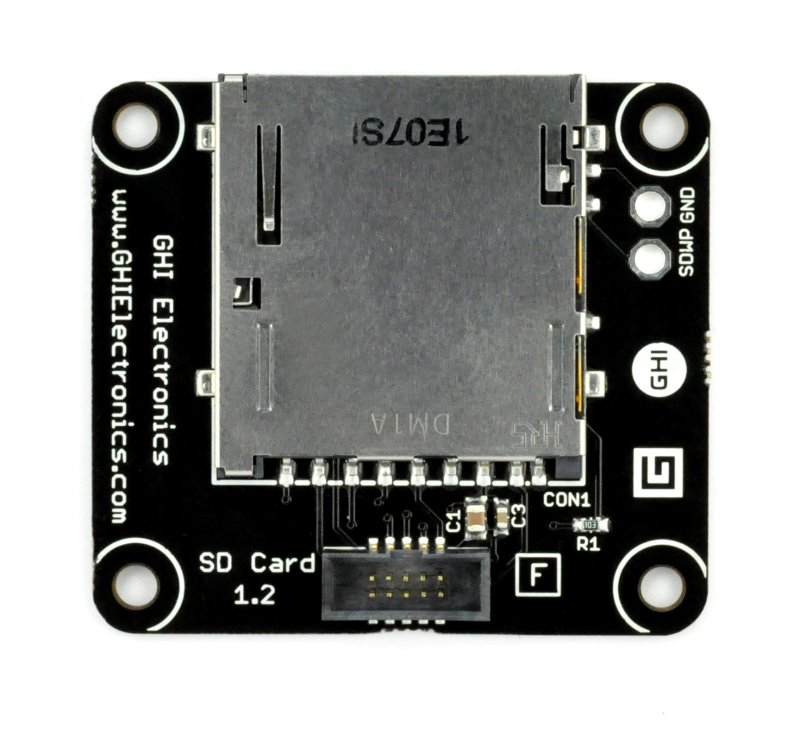 1E07SI
GND
SDWP
GHI Electronics
www.GHIElectronics.com
GHI
DM1A
HRS
G
CON1
C1
C3
103
R1
SD Card
1.2
F